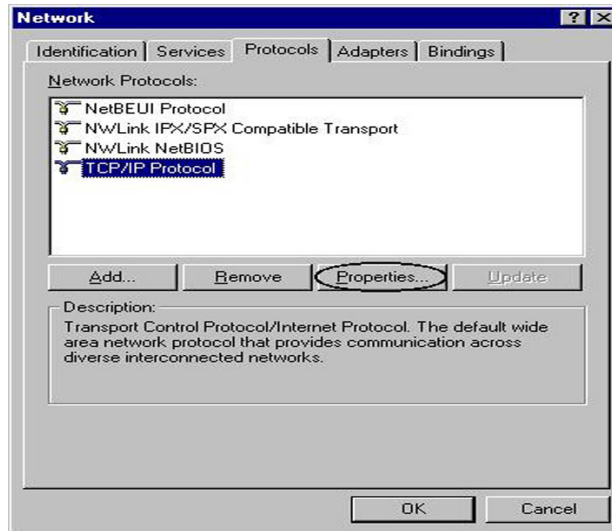 Network
Identification Services Protocols Adapters Bindings
Network Protocols:
NetBEUI Protocol
NWLink IPX/SPX Compatible Transport
NWLink NetBIOS
TCP/IP Protocol
Add... Remove Properties... Update
Description:
Transport Control Protocol/Internet Protocol. The default wide
area network protocol that provides communication across
diverse interconnected networks.
OK Cancel